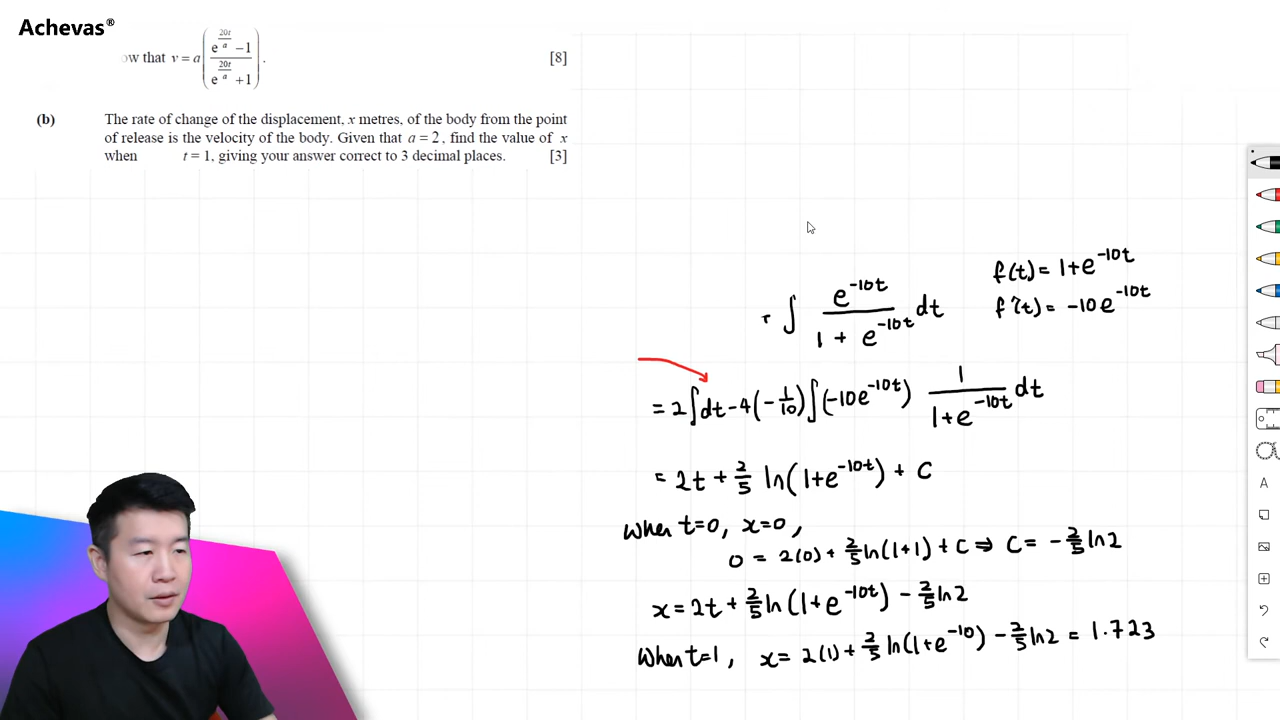 Achevas®
ow that v = a ( (e^(20t/a) − 1) / (e^(20t/a) + 1) ) . [8]
(b) The rate of change of the displacement, x metres, of the body from the point
of release is the velocity of the body. Given that a = 2, find the value of x
when t = 1, giving your answer correct to 3 decimal places. [3]
f(t) = 1+e^(-10t)
f'(t) = -10e^(-10t)
∫ e^(-10t) / (1 + e^(-10t)) dt
= 2∫dt - 4(-1/10)∫(-10e^(-10t)) 1/(1+e^(-10t)) dt
= 2t + 2/5 ln(1+e^(-10t)) + C
When t=0, x=0,
0 = 2(0) + 2/5 ln(1+1) + C ⇒ C = -2/5 ln2
x = 2t + 2/5 ln(1+e^(-10t)) - 2/5 ln2
When t=1, x = 2(1) + 2/5 ln(1+e^(-10)) - 2/5 ln2 = 1.723
A